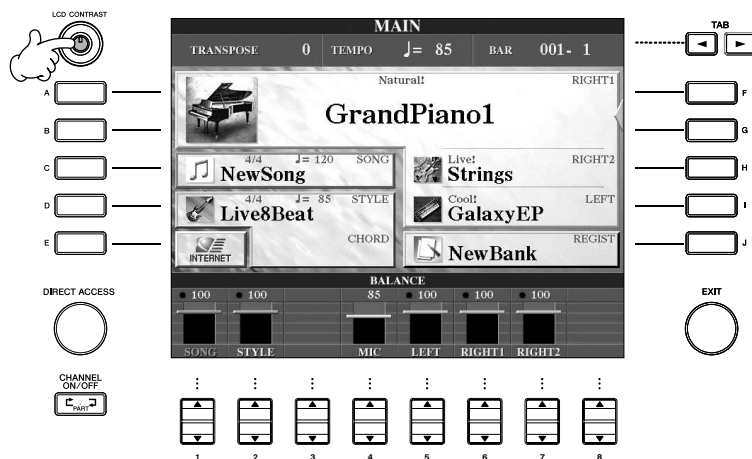 LCD CONTRAST
MAIN
TAB
TRANSPOSE 0 TEMPO ♩= 85 BAR 001- 1
A
B
C
D
E
Natural! RIGHT1
GrandPiano1
4/4 ♩= 120 SONG
NewSong
Live! RIGHT2
Strings
4/4 ♩= 85 STYLE
Live8Beat
Cool! LEFT
GalaxyEP
INTERNET
CHORD
REGIST
NewBank
F
G
H
I
J
BALANCE
100 100 85 100 100 100
SONG STYLE MIC LEFT RIGHT1 RIGHT2
DIRECT ACCESS
EXIT
CHANNEL
ON/OFF
PART
1 2 3 4 5 6 7 8